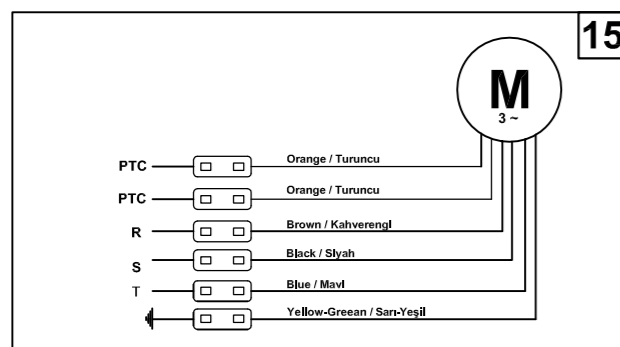 15
M
3 ~
PTC Orange / Turuncu
PTC Orange / Turuncu
R Brown / Kahverengl
S Black / Slyah
T Blue / Mavl
Yellow-Greean / Sarı-Yeşil